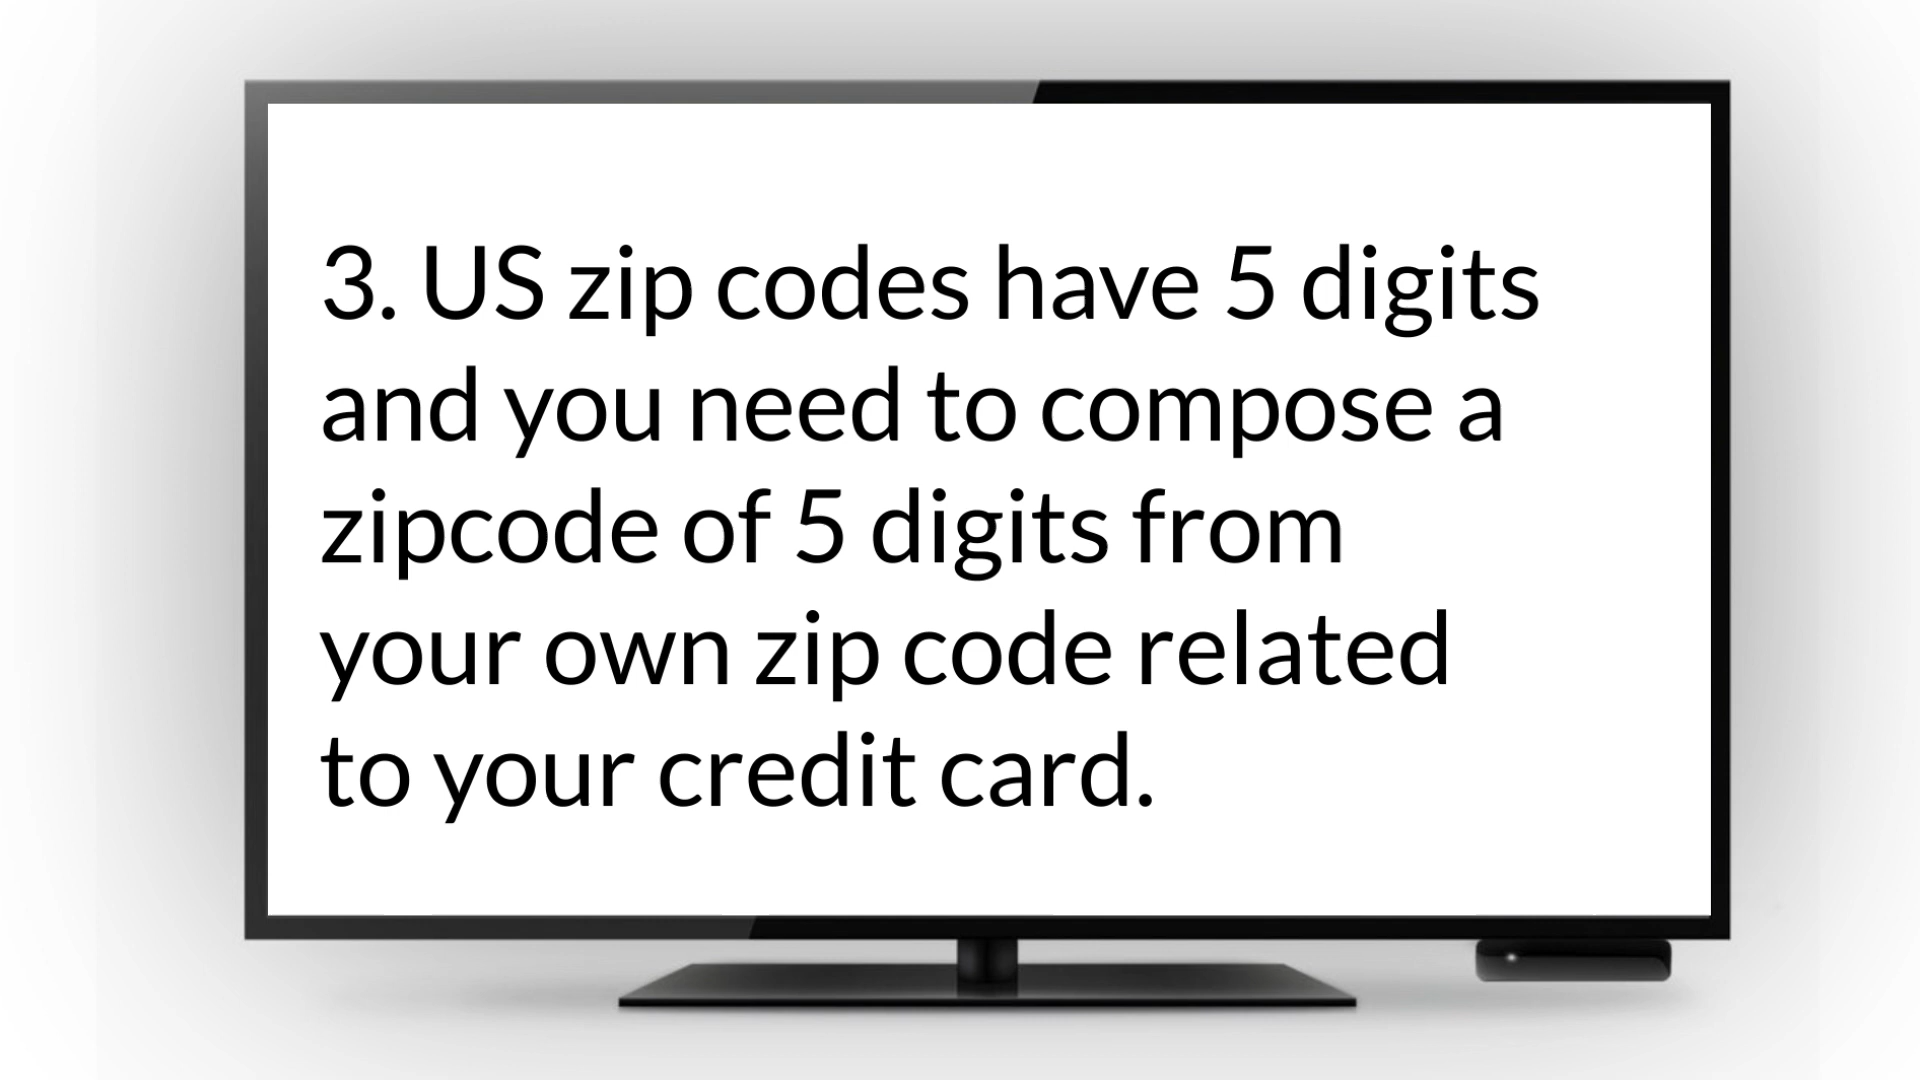 3. US zip codes have 5 digits
and you need to compose a
zipcode of 5 digits from
your own zip code related
to your credit card.